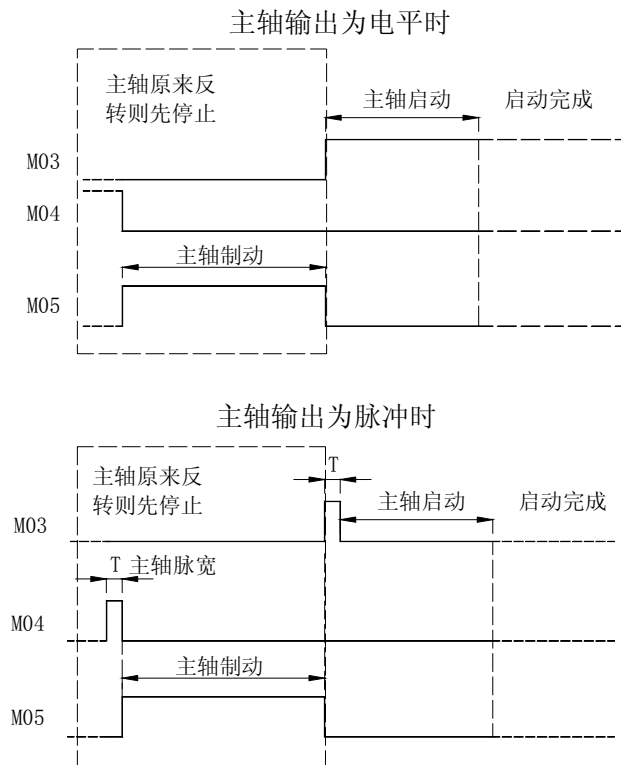 主轴输出为电平时
主轴原来反
转则先停止
主轴启动
启动完成
M03
M04
主轴制动
M05
主轴输出为脉冲时
主轴原来反
转则先停止
T
主轴启动
启动完成
M03
T 主轴脉宽
M04
主轴制动
M05